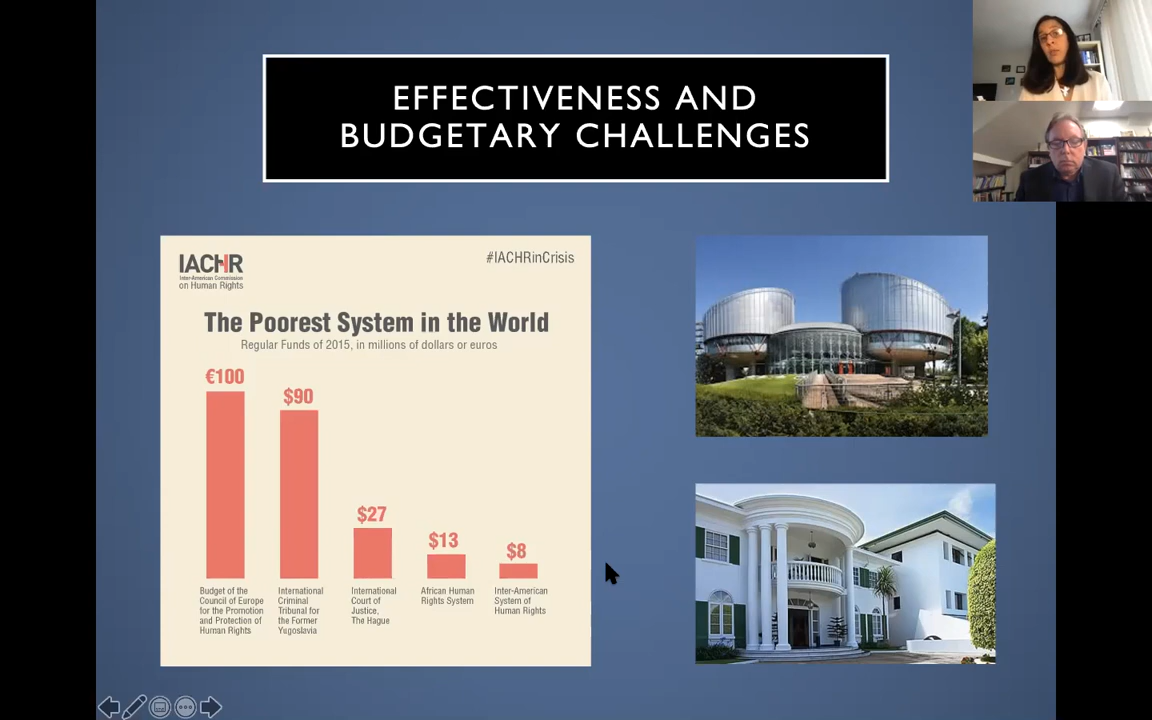 EFFECTIVENESS AND
BUDGETARY CHALLENGES
IACHR
Inter-American Commission
on Human Rights
#IACHRinCrisis
The Poorest System in the World
Regular Funds of 2015, in millions of dollars or euros
€100
$90
$27
$13
$8
Budget of the
Council of Europe
for the Promotion
and Protection of
Human Rights
International
Criminal
Tribunal for
the Former
Yugoslavia
International
Court of
Justice,
The Hague
African Human
Rights System
Inter-American
System of
Human Rights